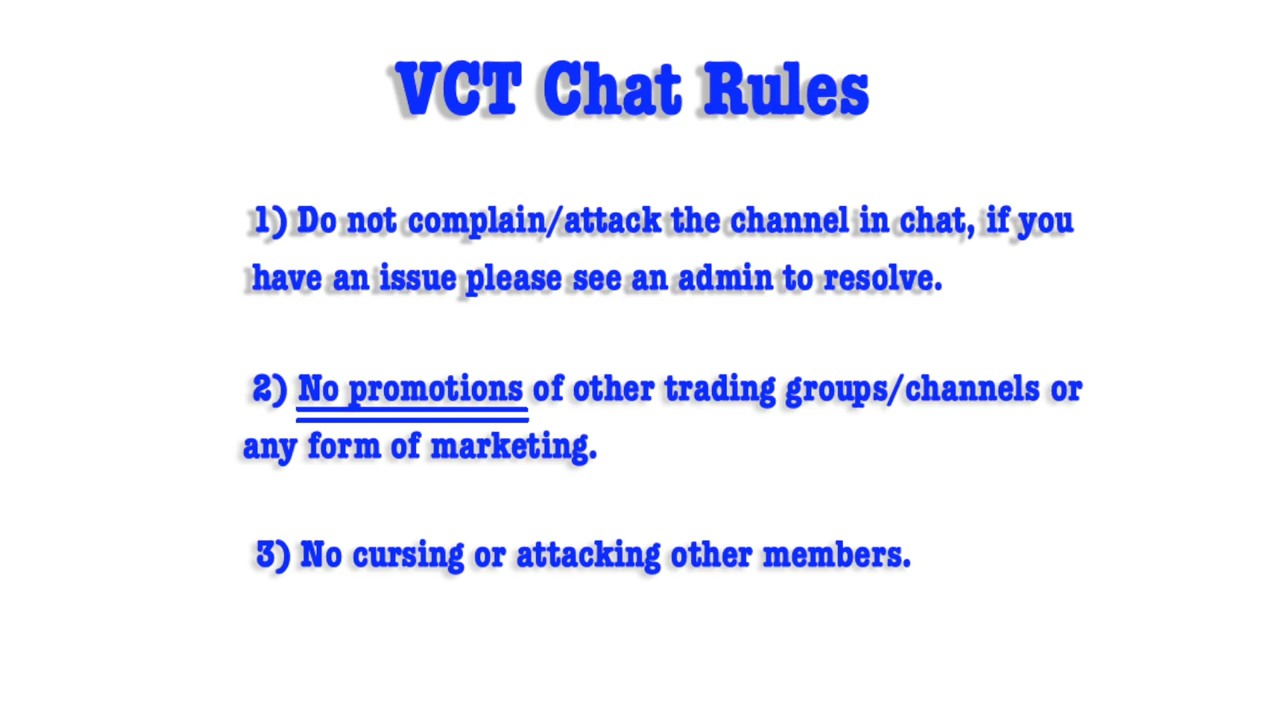 VCT Chat Rules
1) Do not complain/attack the channel in chat, if you
have an issue please see an admin to resolve.
2) No promotions of other trading groups/channels or
any form of marketing.
3) No cursing or attacking other members.